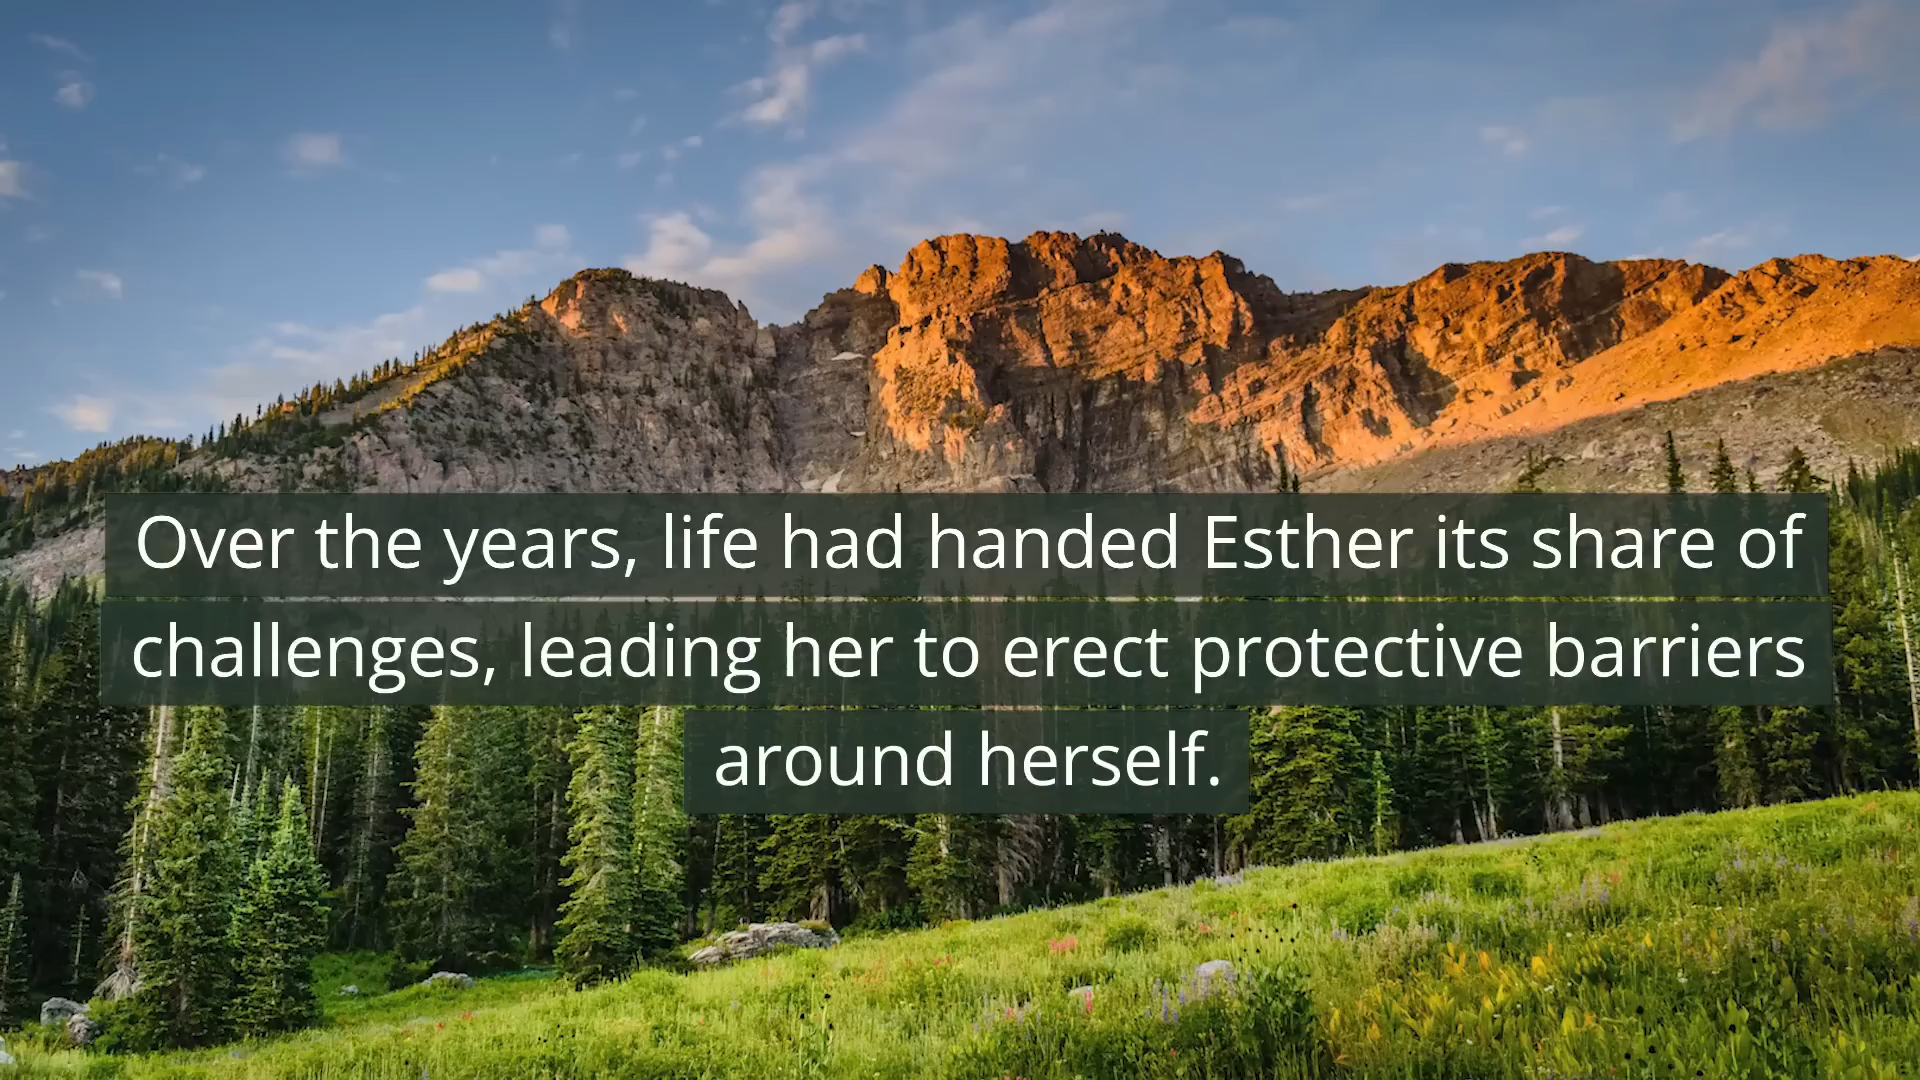 Over the years, life had handed Esther its share of
challenges, leading her to erect protective barriers
around herself.